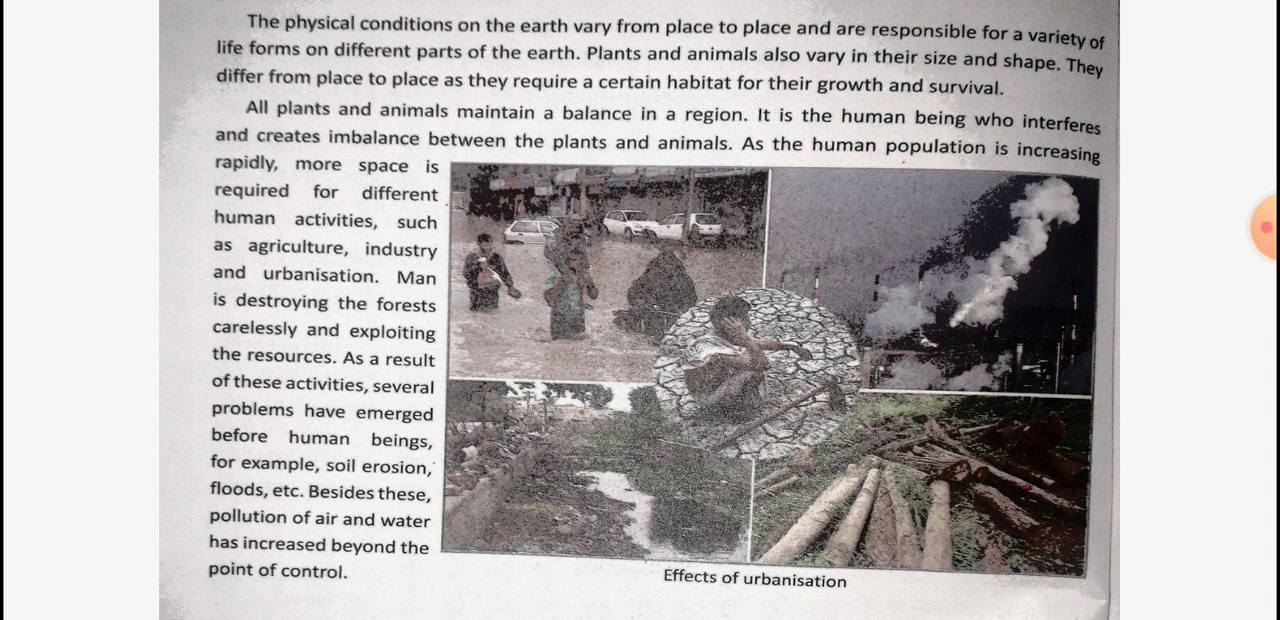 The physical conditions on the earth vary from place to place and are responsible for a variety of
life forms on different parts of the earth. Plants and animals also vary in their size and shape. They
differ from place to place as they require a certain habitat for their growth and survival.
All plants and animals maintain a balance in a region. It is the human being who interferes
and creates imbalance between the plants and animals. As the human population is increasing
rapidly, more space is
required for different
human activities, such
as agriculture, industry
and urbanisation. Man
is destroying the forests
carelessly and exploiting
the resources. As a result
of these activities, several
problems have emerged
before human beings,
for example, soil erosion,
floods, etc. Besides these,
pollution of air and water
has increased beyond the
point of control.
Effects of urbanisation